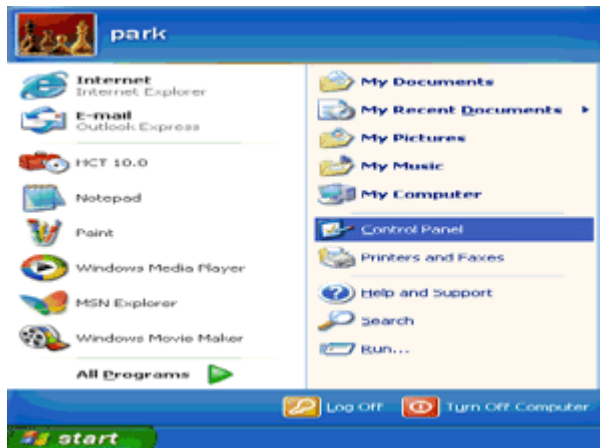 park
Internet
Internet Explorer
E-mail
Outlook Express
HCT 10.0
Notepad
Paint
Windows Media Player
MSN Explorer
Windows Movie Maker
All Programs
My Documents
My Recent Documents
My Pictures
My Music
My Computer
Control Panel
Printers and Faxes
Help and Support
Search
Run...
Log Off
Turn Off Computer
start